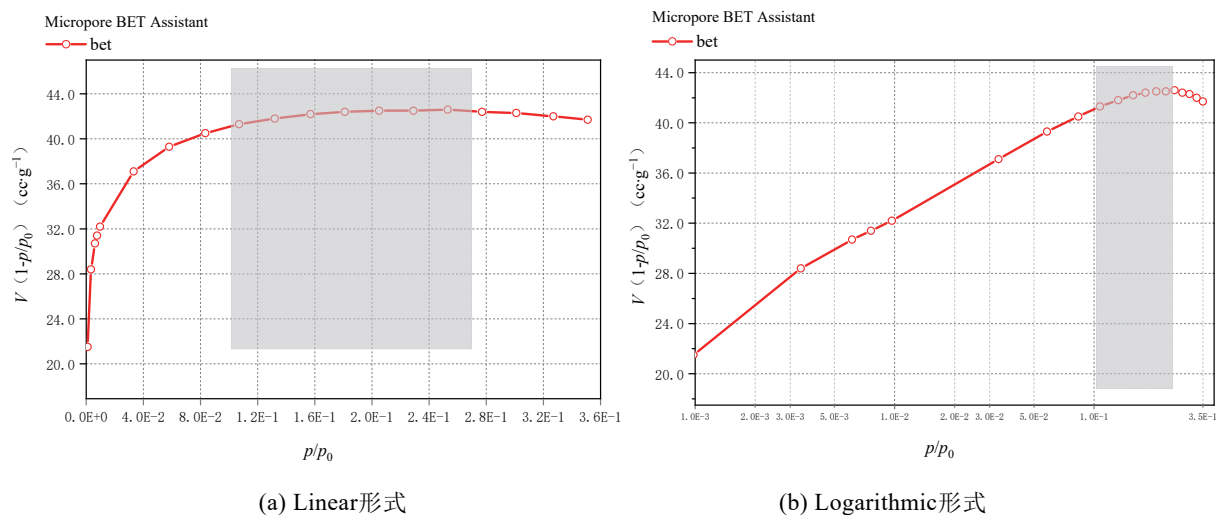 Micropore BET Assistant
bet
V（1-p/p₀）（cc·g⁻¹）
44.0
40.0
36.0
32.0
28.0
24.0
20.0
0.0E+0 4.0E-2 8.0E-2 1.2E-1 1.6E-1 2.0E-1 2.4E-1 2.8E-1 3.2E-1 3.6E-1
p/p₀
(a) Linear形式
Micropore BET Assistant
bet
V（1-p/p₀）（cc·g⁻¹）
44.0
40.0
36.0
32.0
28.0
24.0
20.0
1.0E-3 2.0E-3 3.0E-3 5.0E-3 1.0E-2 2.0E-2 3.0E-2 5.0E-2 1.0E-1 3.5E-1
p/p₀
(b) Logarithmic形式